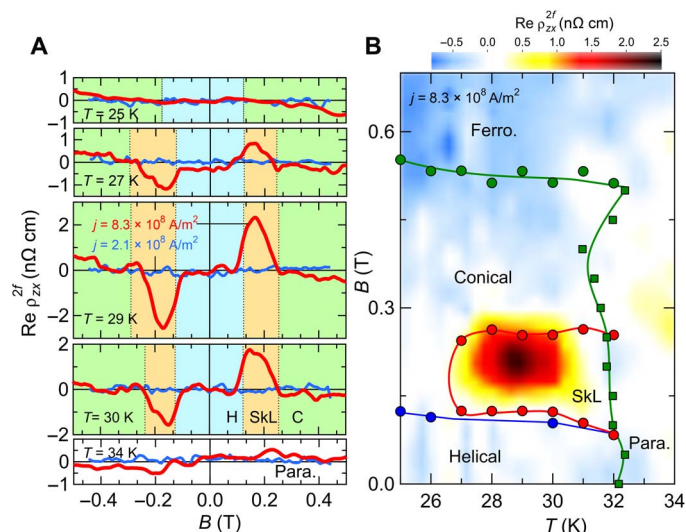 A
B
Re ρzx2f (nΩ cm)
−0.5 0.0 0.5 1.0 1.5 2.0 2.5
Re ρzx2f (nΩ cm)
1
0
−1
T = 25 K
1
0
−1
T = 27 K
2
0
−2
j = 8.3 × 10⁸ A/m²
j = 2.1 × 10⁸ A/m²
T = 29 K
2
0
−2
T= 30 K
H SkL C
1
0
−1
T = 34 K
Para.
−0.4 −0.2 0.0 0.2 0.4
B (T)
j = 8.3 × 10⁸ A/m²
Ferro.
Conical
SkL
Helical
Para.
B (T)
0.6
0.3
0.0
26 28 30 32 34
T (K)